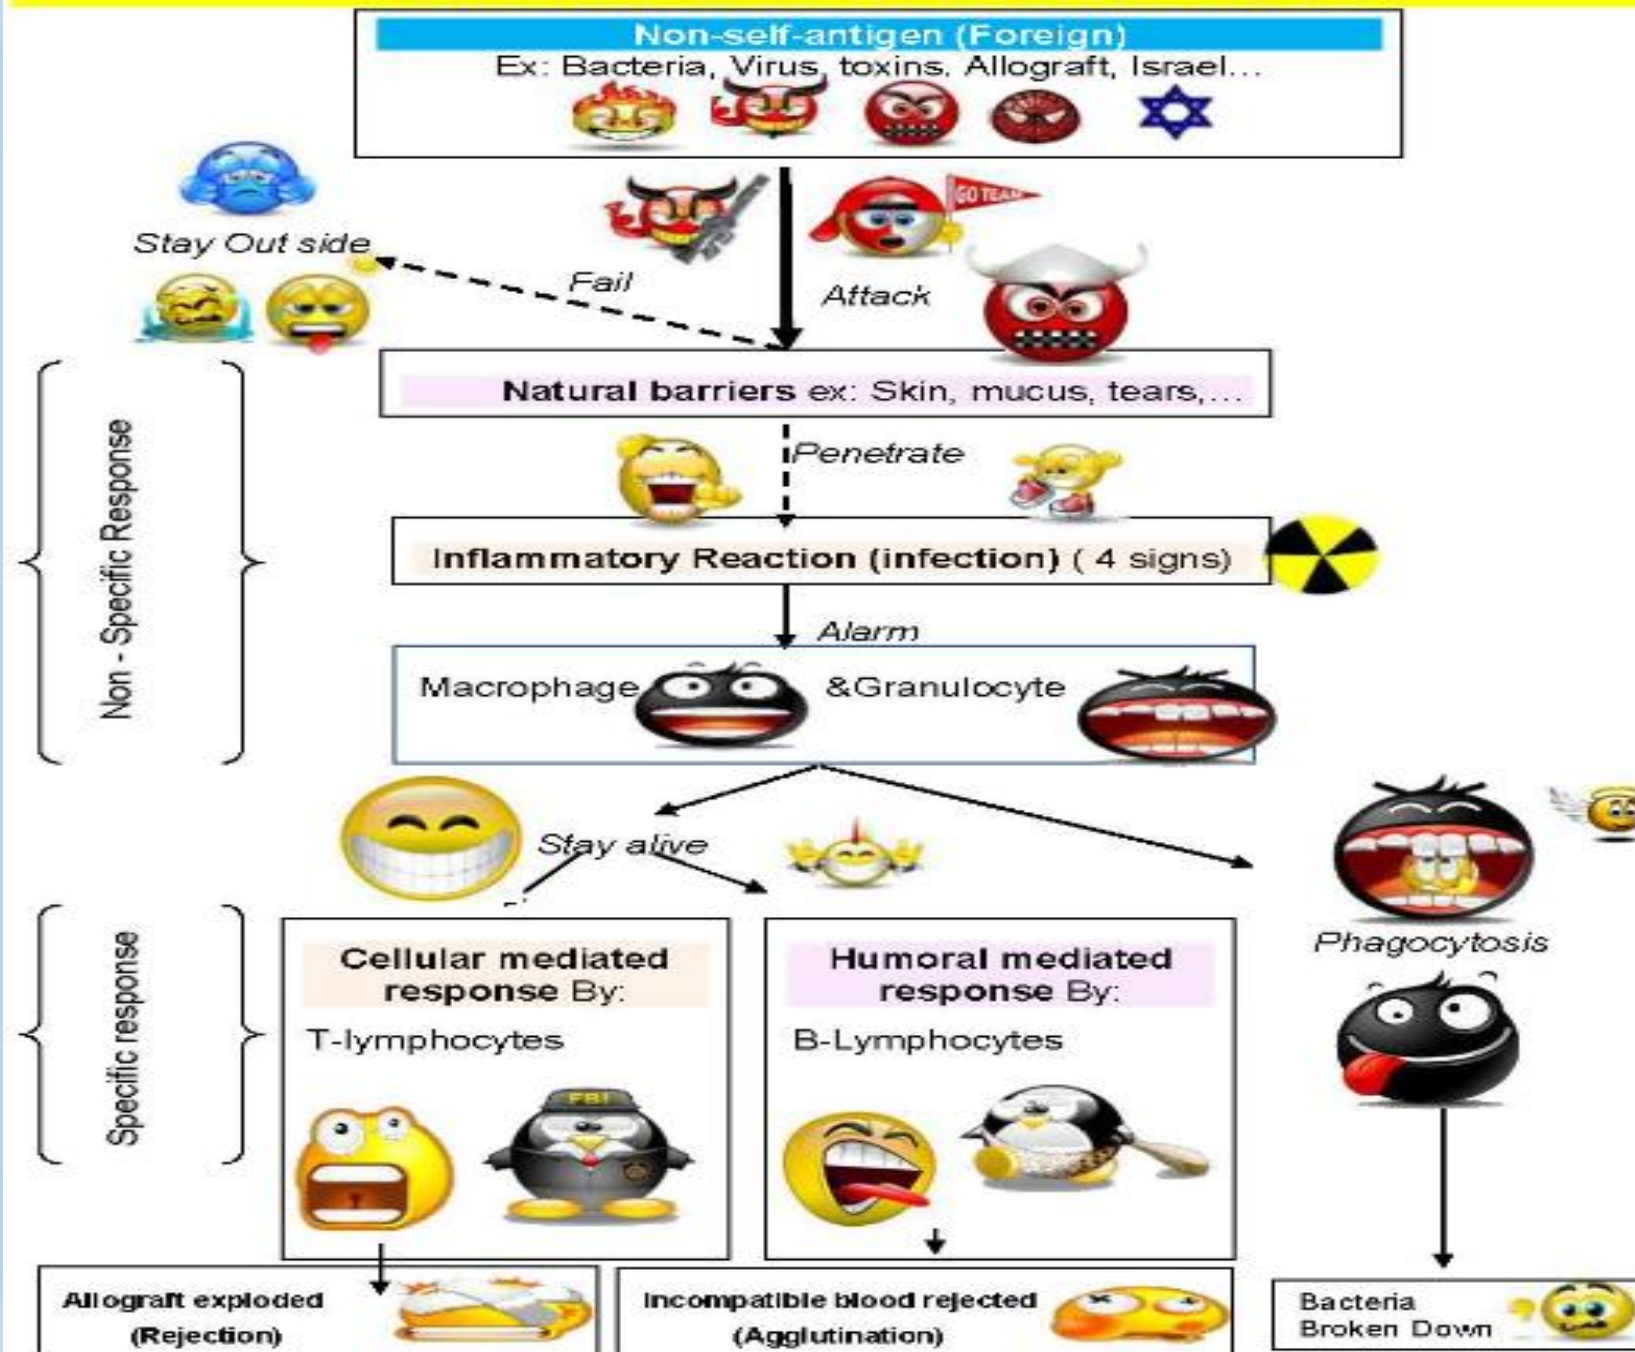 Non-self-antigen (Foreign)
Ex: Bacteria, Virus, toxins, Allograft, Israel...
GO TEAM
Stay Out side
Fail
Attack
Natural barriers ex: Skin, mucus, tears,...
Penetrate
Non - Specific Response
Inflammatory Reaction (infection) ( 4 signs)
Alarm
Macrophage &Granulocyte
Stay alive
Specific response
Cellular mediated
response By:
T-lymphocytes
FBI
Humoral mediated
response By:
B-Lymphocytes
Phagocytosis
Allograft exploded
(Rejection)
Incompatible blood rejected
(Agglutination)
Bacteria
Broken Down